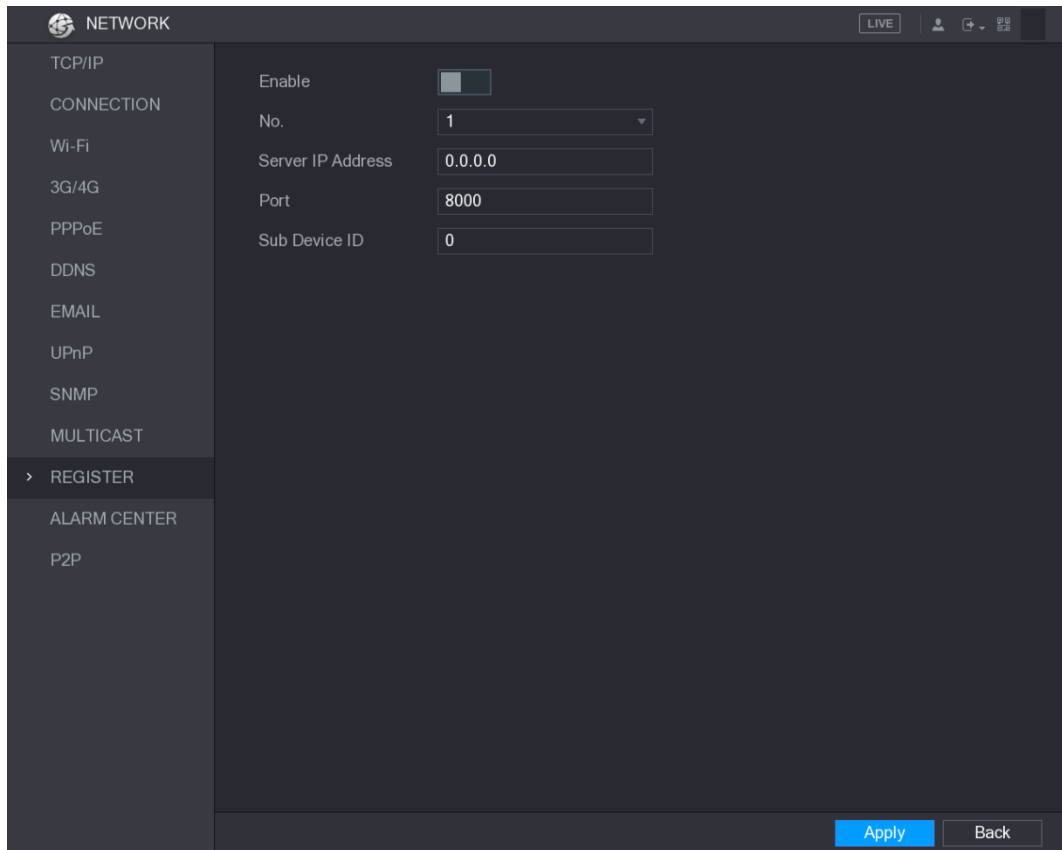 NETWORK
LIVE
TCP/IP
CONNECTION
Wi-Fi
3G/4G
PPPoE
DDNS
EMAIL
UPnP
SNMP
MULTICAST
REGISTER
ALARM CENTER
P2P
Enable
No. 1
Server IP Address 0.0.0.0
Port 8000
Sub Device ID 0
Apply Back